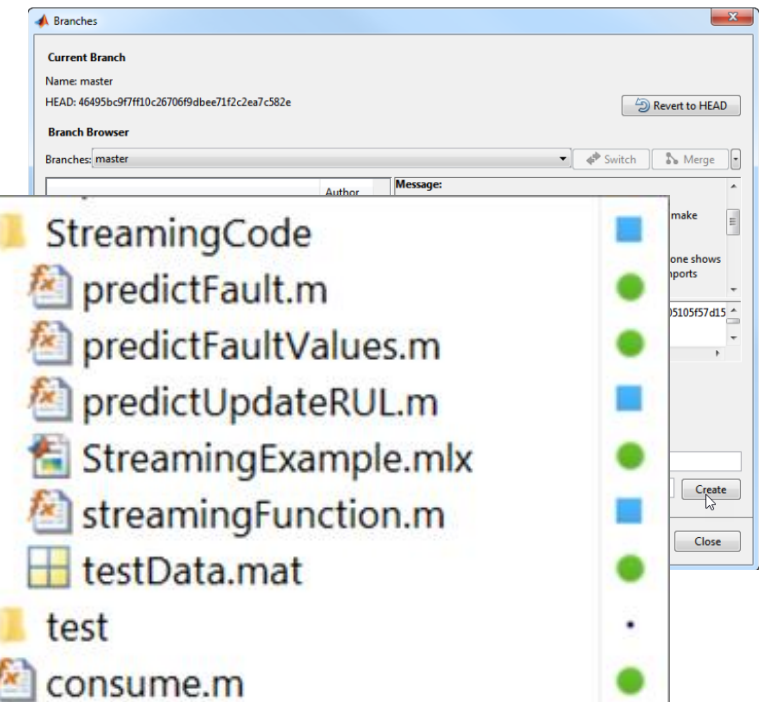 Branches
Current Branch
Name: master
HEAD: 46495bc9f7ff10c26706f9dbee71f2c2ea7c582e
Revert to HEAD
Branch Browser
Branches: master
Switch
Merge
Author
Message:
make
one shows
StreamingCode
predictFault.m
predictFaultValues.m
predictUpdateRUL.m
StreamingExample.mlx
streamingFunction.m
testData.mat
test
consume.m
05105f57d15
Create
Close